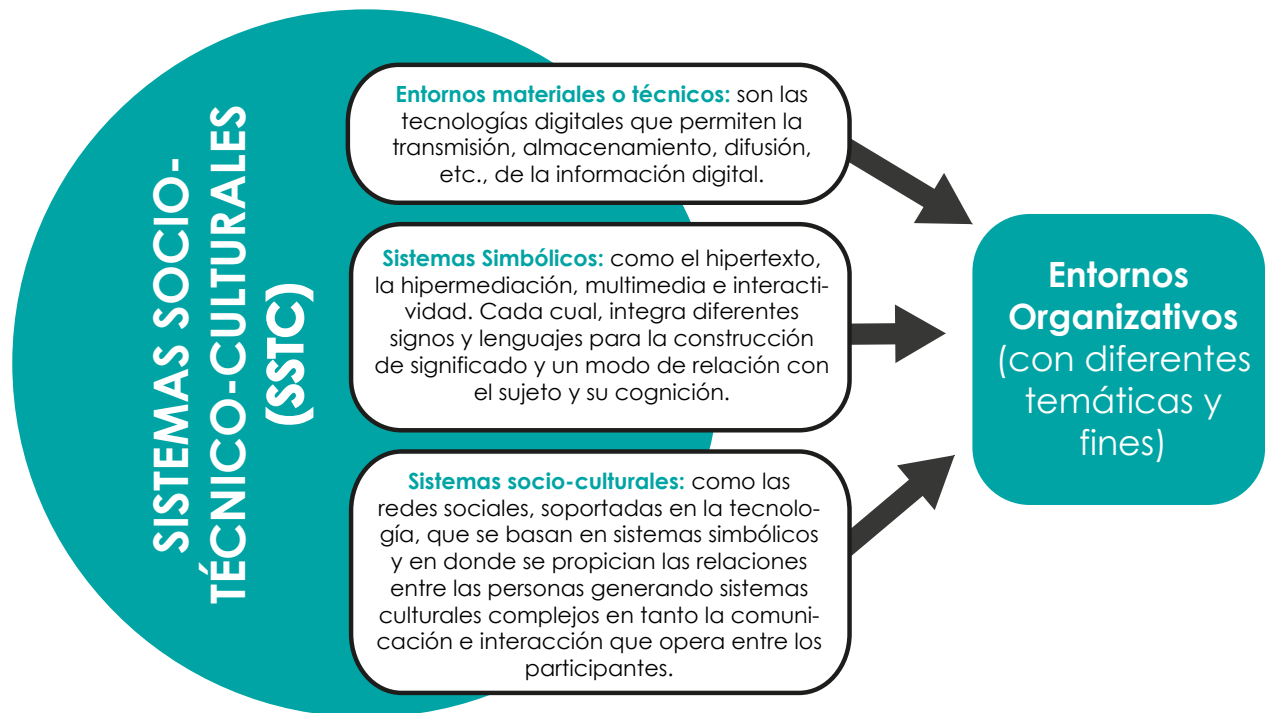 SISTEMAS SOCIO-
TÉCNICO-CULTURALES
(SSTC)
Entornos materiales o técnicos: son las
tecnologías digitales que permiten la
transmisión, almacenamiento, difusión,
etc., de la información digital.
Sistemas Simbólicos: como el hipertexto,
la hipermediación, multimedia e interacti-
vidad. Cada cual, integra diferentes
signos y lenguajes para la construcción
de significado y un modo de relación con
el sujeto y su cognición.
Sistemas socio-culturales: como las
redes sociales, soportadas en la tecnolo-
gía, que se basan en sistemas simbólicos
y en donde se propician las relaciones
entre las personas generando sistemas
culturales complejos en tanto la comuni-
cación e interacción que opera entre los
participantes.
Entornos
Organizativos
(con diferentes
temáticas y
fines)